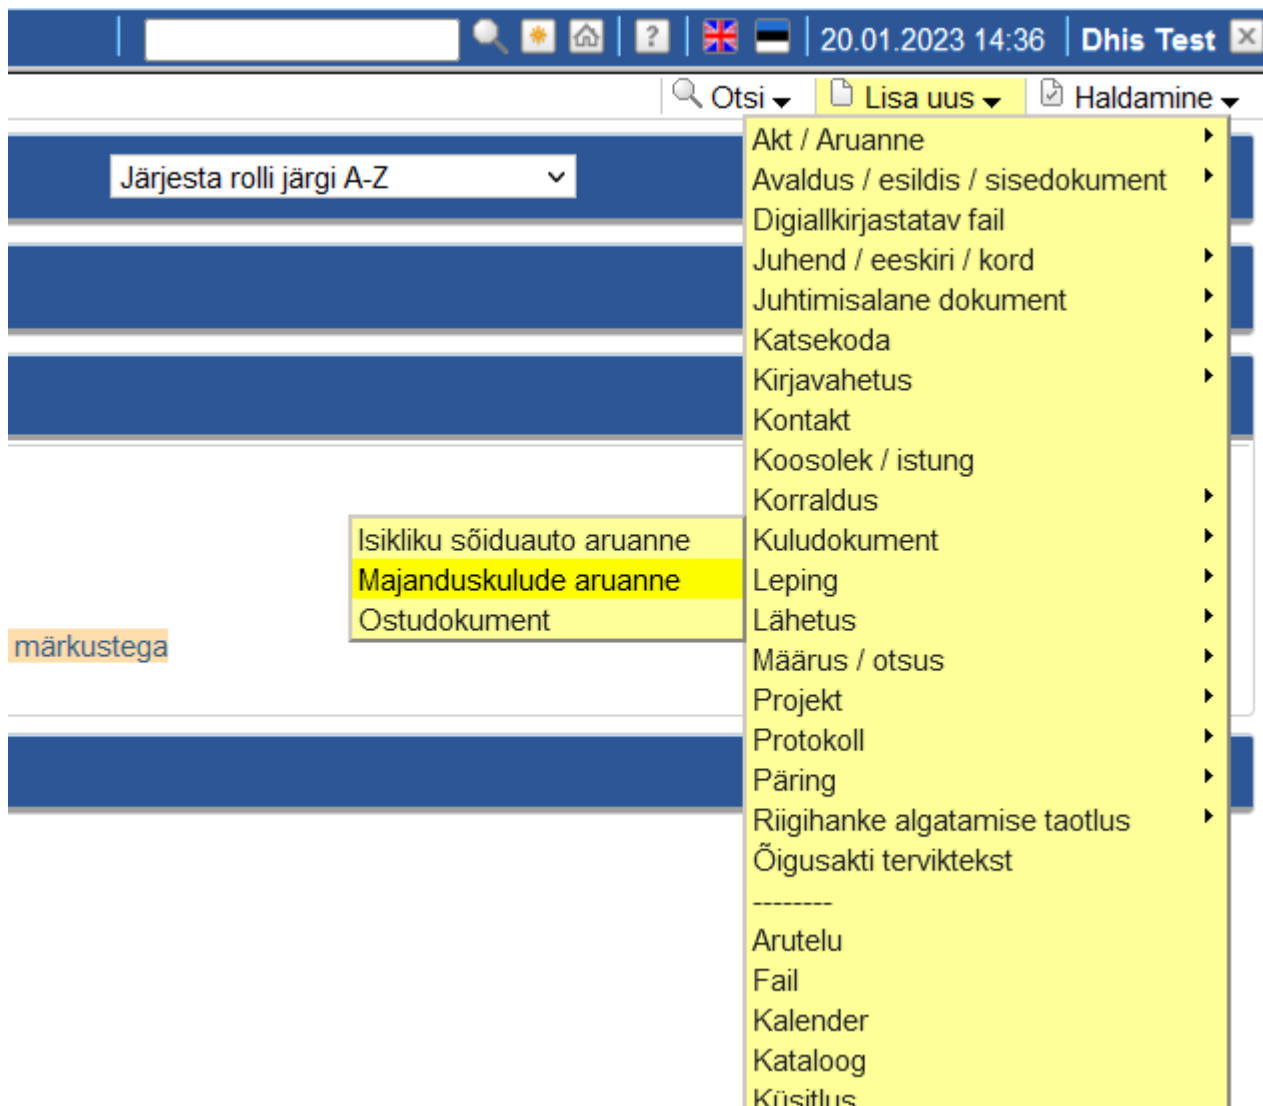 20.01.2023 14:36 Dhis Test
Otsi Lisa uus Haldamine
Järjesta rolli järgi A-Z
Akt / Aruanne
Avaldus / esildis / sisedokument
Digiallkirjastatav fail
Juhend / eeskiri / kord
Juhtimisalane dokument
Katsekoda
Kirjavahetus
Kontakt
Koosolek / istung
Korraldus
Kuludokument
Isikliku sõiduauto aruanne
Majanduskulude aruanne
Ostudokument
märkustega
Leping
Lähetus
Määrus / otsus
Projekt
Protokoll
Päring
Riigihanke algatamise taotlus
Õigusakti terviktekst
--------
Arutelu
Fail
Kalender
Kataloog
Küsitlus